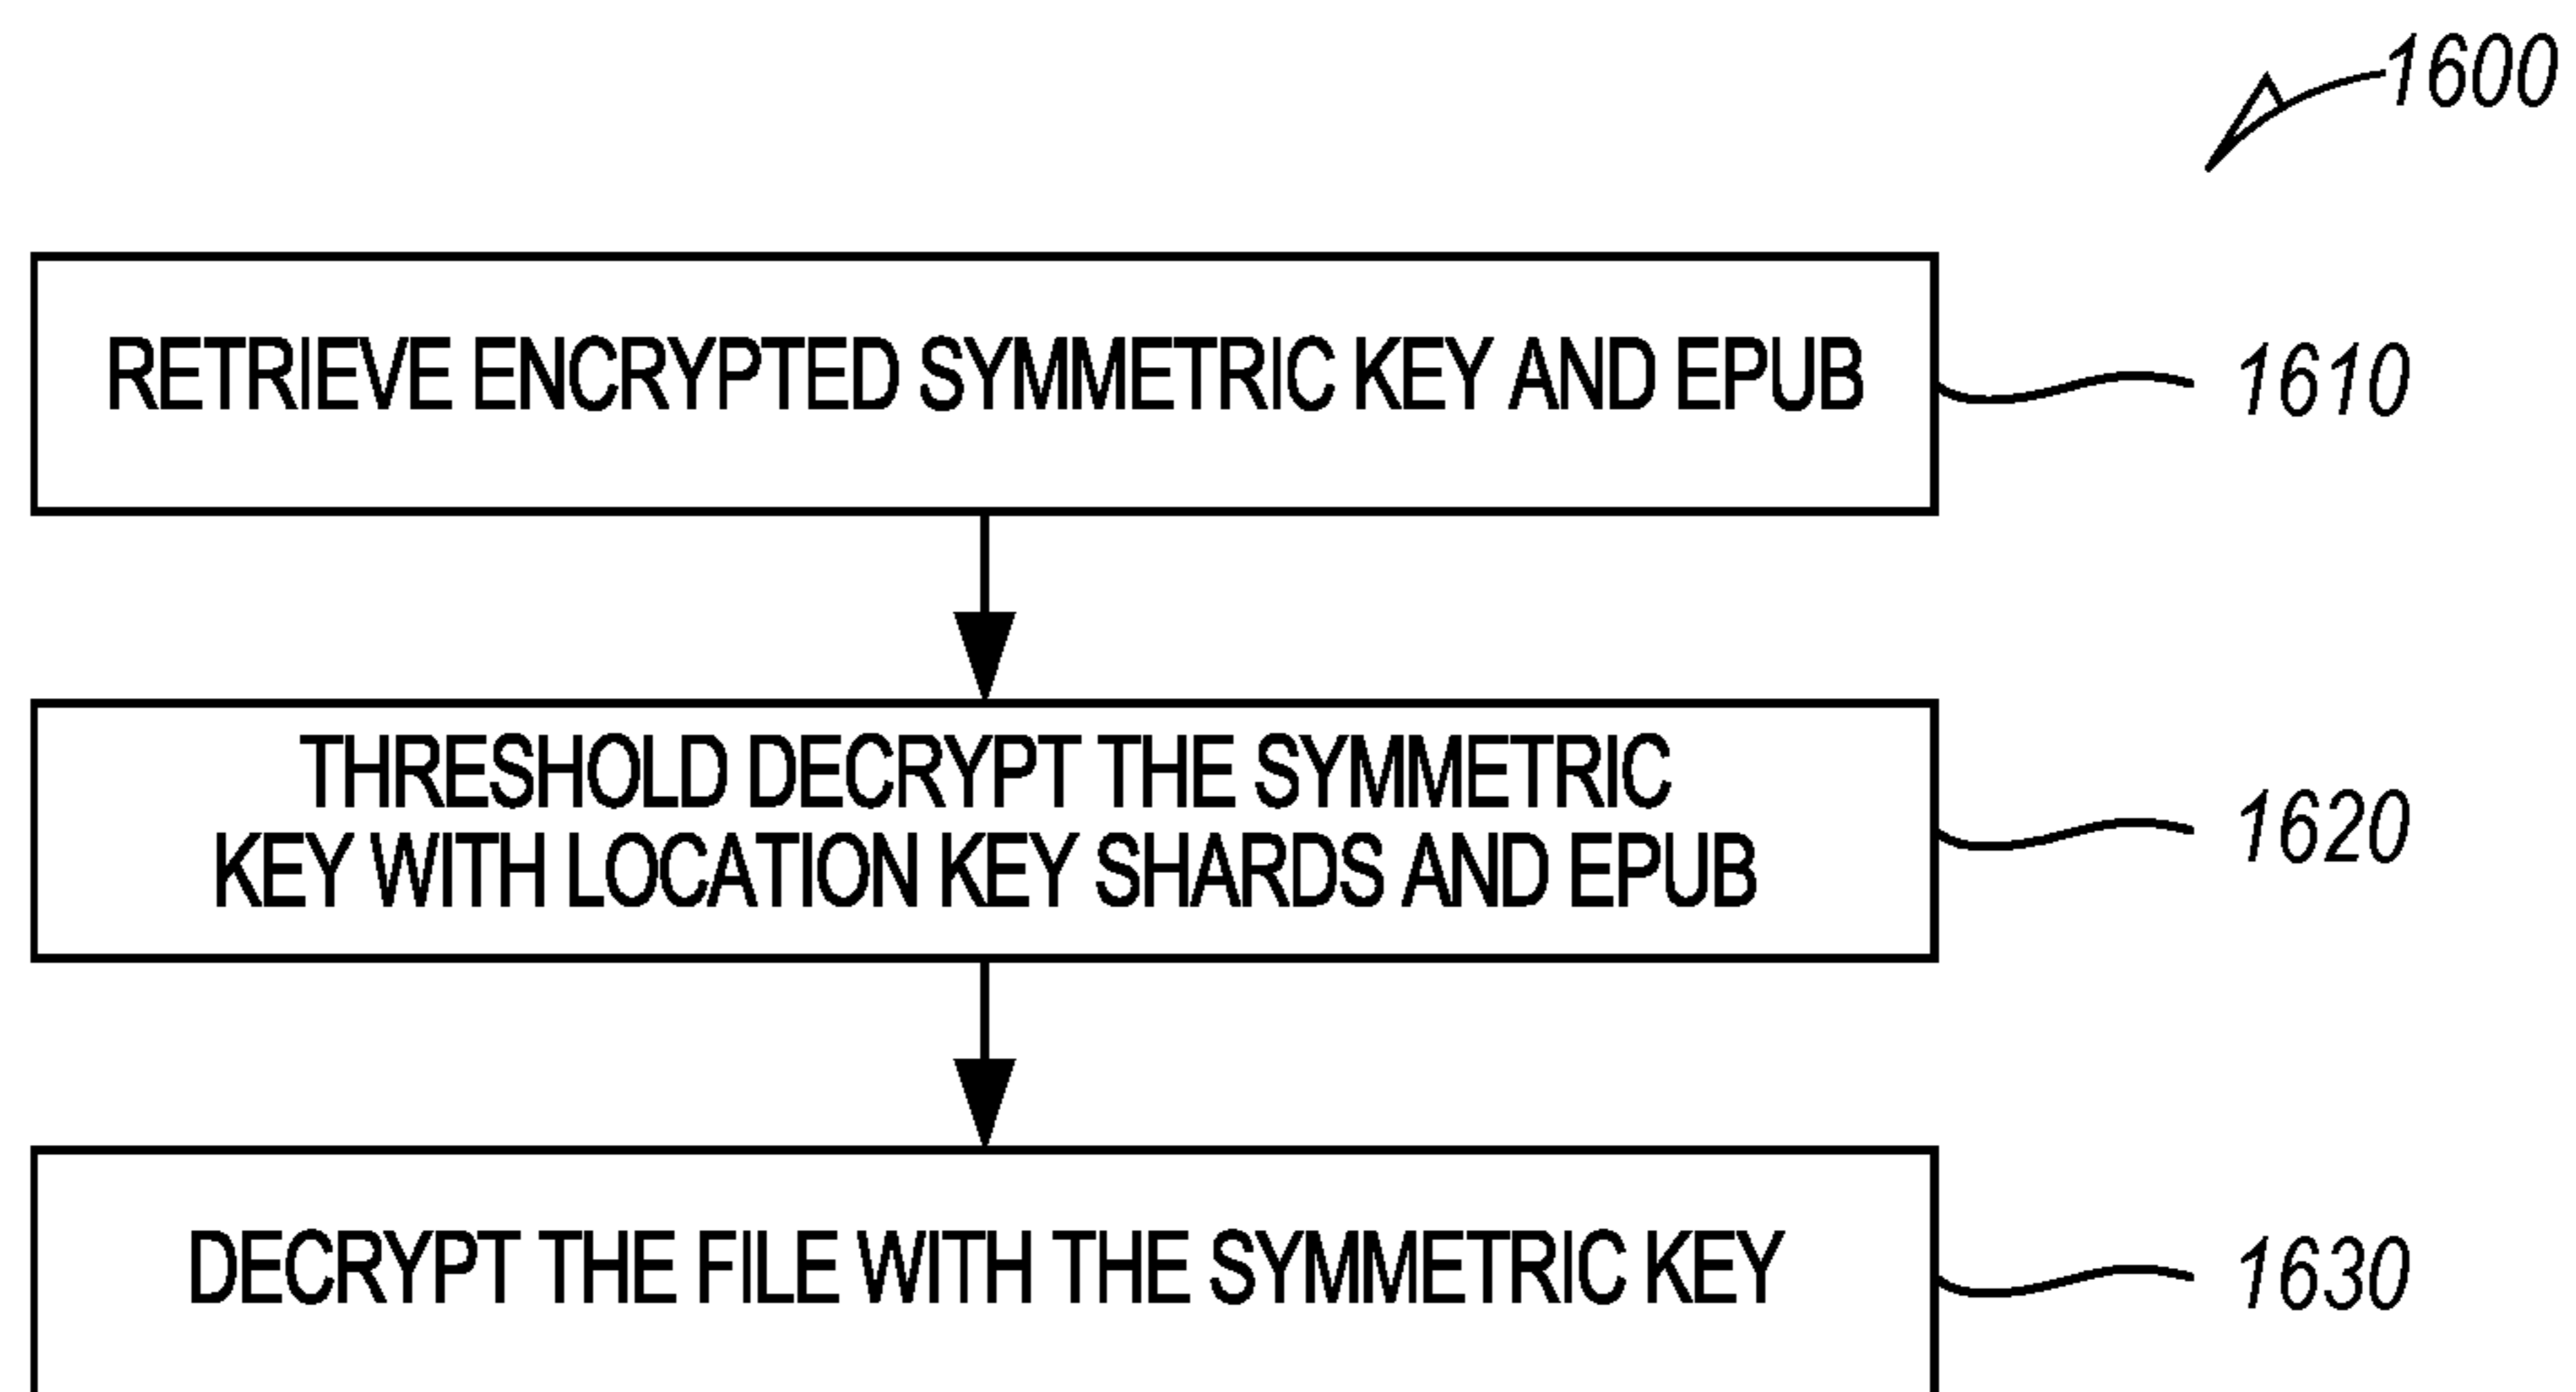 1600
RETRIEVE ENCRYPTED SYMMETRIC KEY AND EPUB
1610
THRESHOLD DECRYPT THE SYMMETRIC
KEY WITH LOCATION KEY SHARDS AND EPUB
1620
DECRYPT THE FILE WITH THE SYMMETRIC KEY
1630